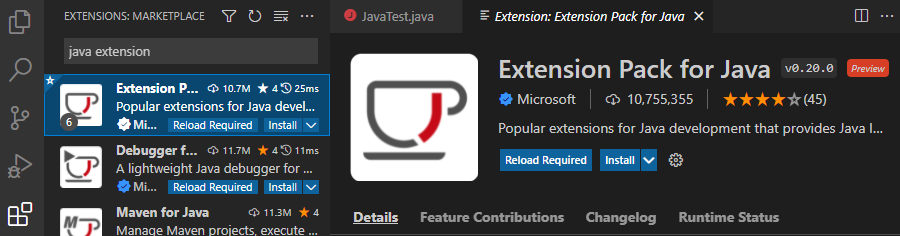 EXTENSIONS: MARKETPLACE
java extension
Extension P... 10.7M 4 25ms
Popular extensions for Java devel...
6
Mi... Reload Required Install
Debugger f... 11.7M 4 11ms
A lightweight Java debugger for ...
Mi... Reload Required Install
Maven for Java 11.3M 4
Manage Maven projects, execute ...
J JavaTest.java Extension: Extension Pack for Java
Extension Pack for Java v0.20.0 Preview
Microsoft 10,755,355 (45)
Popular extensions for Java development that provides Java I...
Reload Required Install
Details Feature Contributions Changelog Runtime Status